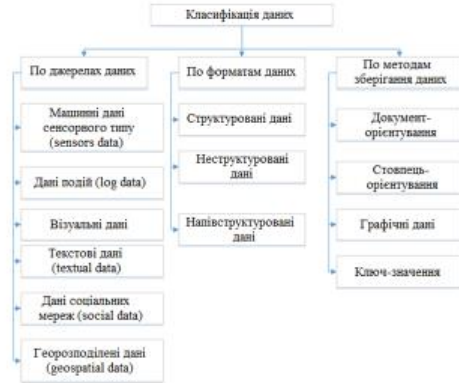 Класифікація даних
По джерелах даних
Машинні дані
сенсорного типу
(sensors data)
Дані подій (log data)
Візуальні дані
Текстові дані
(textual data)
Дані соціальних
мереж (social data)
Георозподілені дані
(geospatial data)
По форматам даних
Структуровані дані
Неструктуровані
дані
Напівструктуровані
дані
По методам
зберігання даних
Документ-
орієнтування
Стовпець-
орієнтування
Графічні дані
Ключ-значення